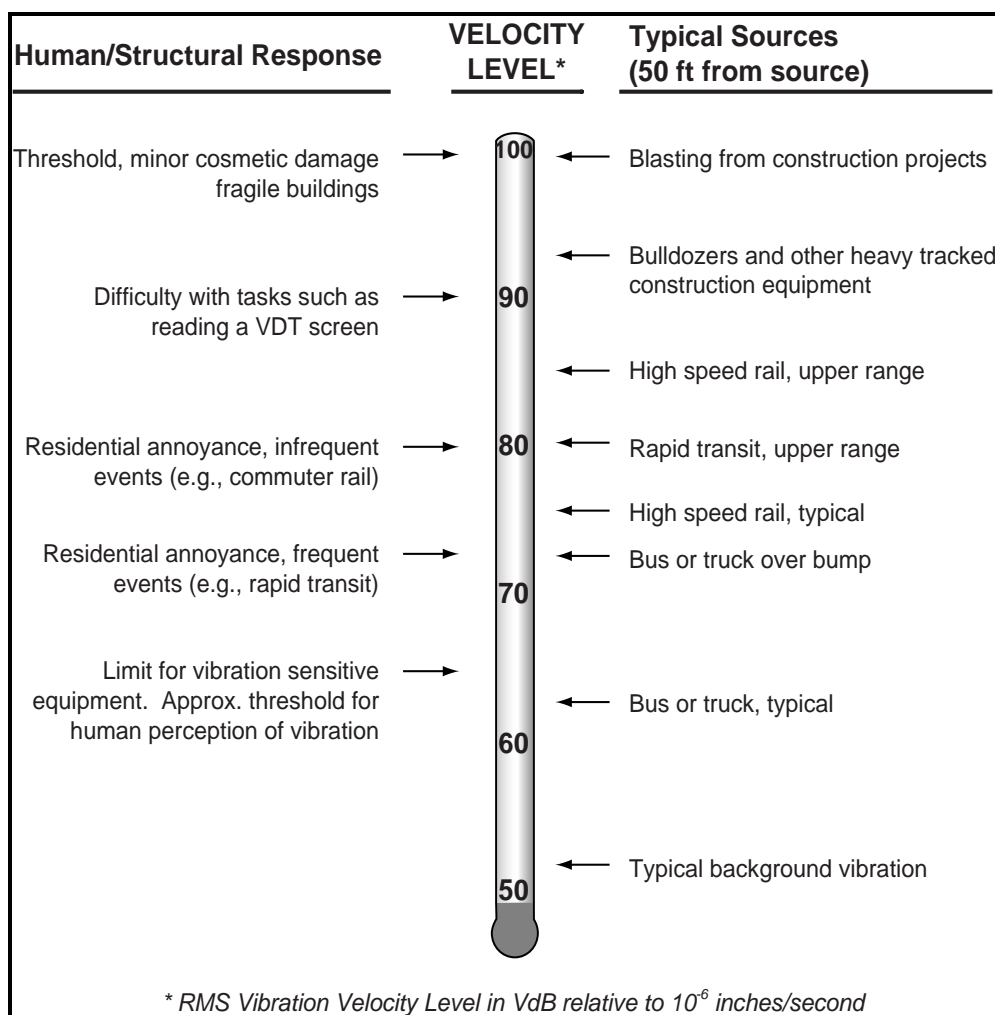 Human/Structural Response
VELOCITY
LEVEL*
Typical Sources
(50 ft from source)
Threshold, minor cosmetic damage
fragile buildings
100
Blasting from construction projects
Bulldozers and other heavy tracked
construction equipment
Difficulty with tasks such as
reading a VDT screen
90
High speed rail, upper range
Residential annoyance, infrequent
events (e.g., commuter rail)
80
Rapid transit, upper range
High speed rail, typical
Residential annoyance, frequent
events (e.g., rapid transit)
Bus or truck over bump
70
Limit for vibration sensitive
equipment. Approx. threshold for
human perception of vibration
Bus or truck, typical
60
Typical background vibration
50
* RMS Vibration Velocity Level in VdB relative to 10⁻⁶ inches/second